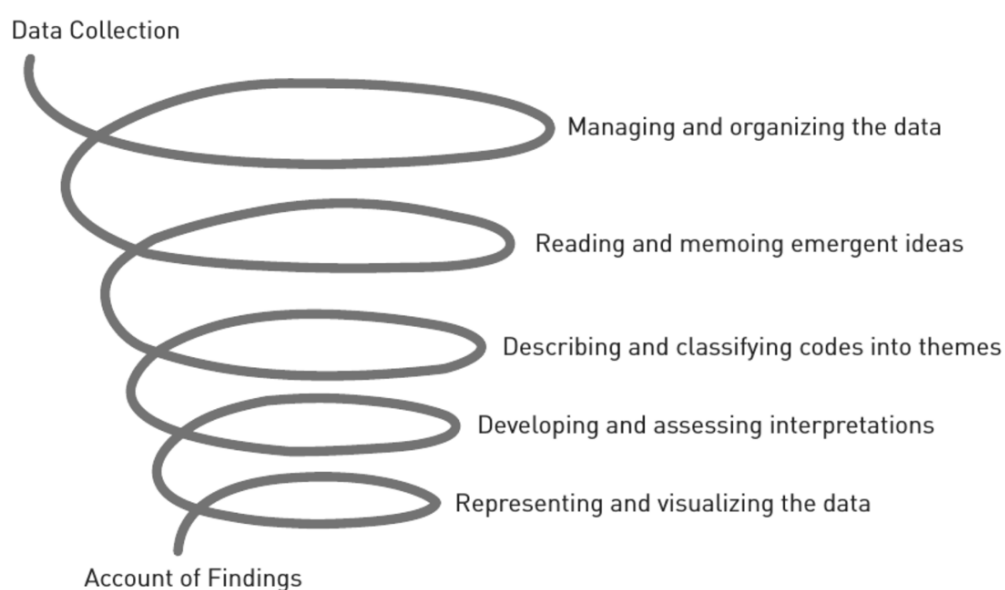 Data Collection
Managing and organizing the data
Reading and memoing emergent ideas
Describing and classifying codes into themes
Developing and assessing interpretations
Representing and visualizing the data
Account of Findings